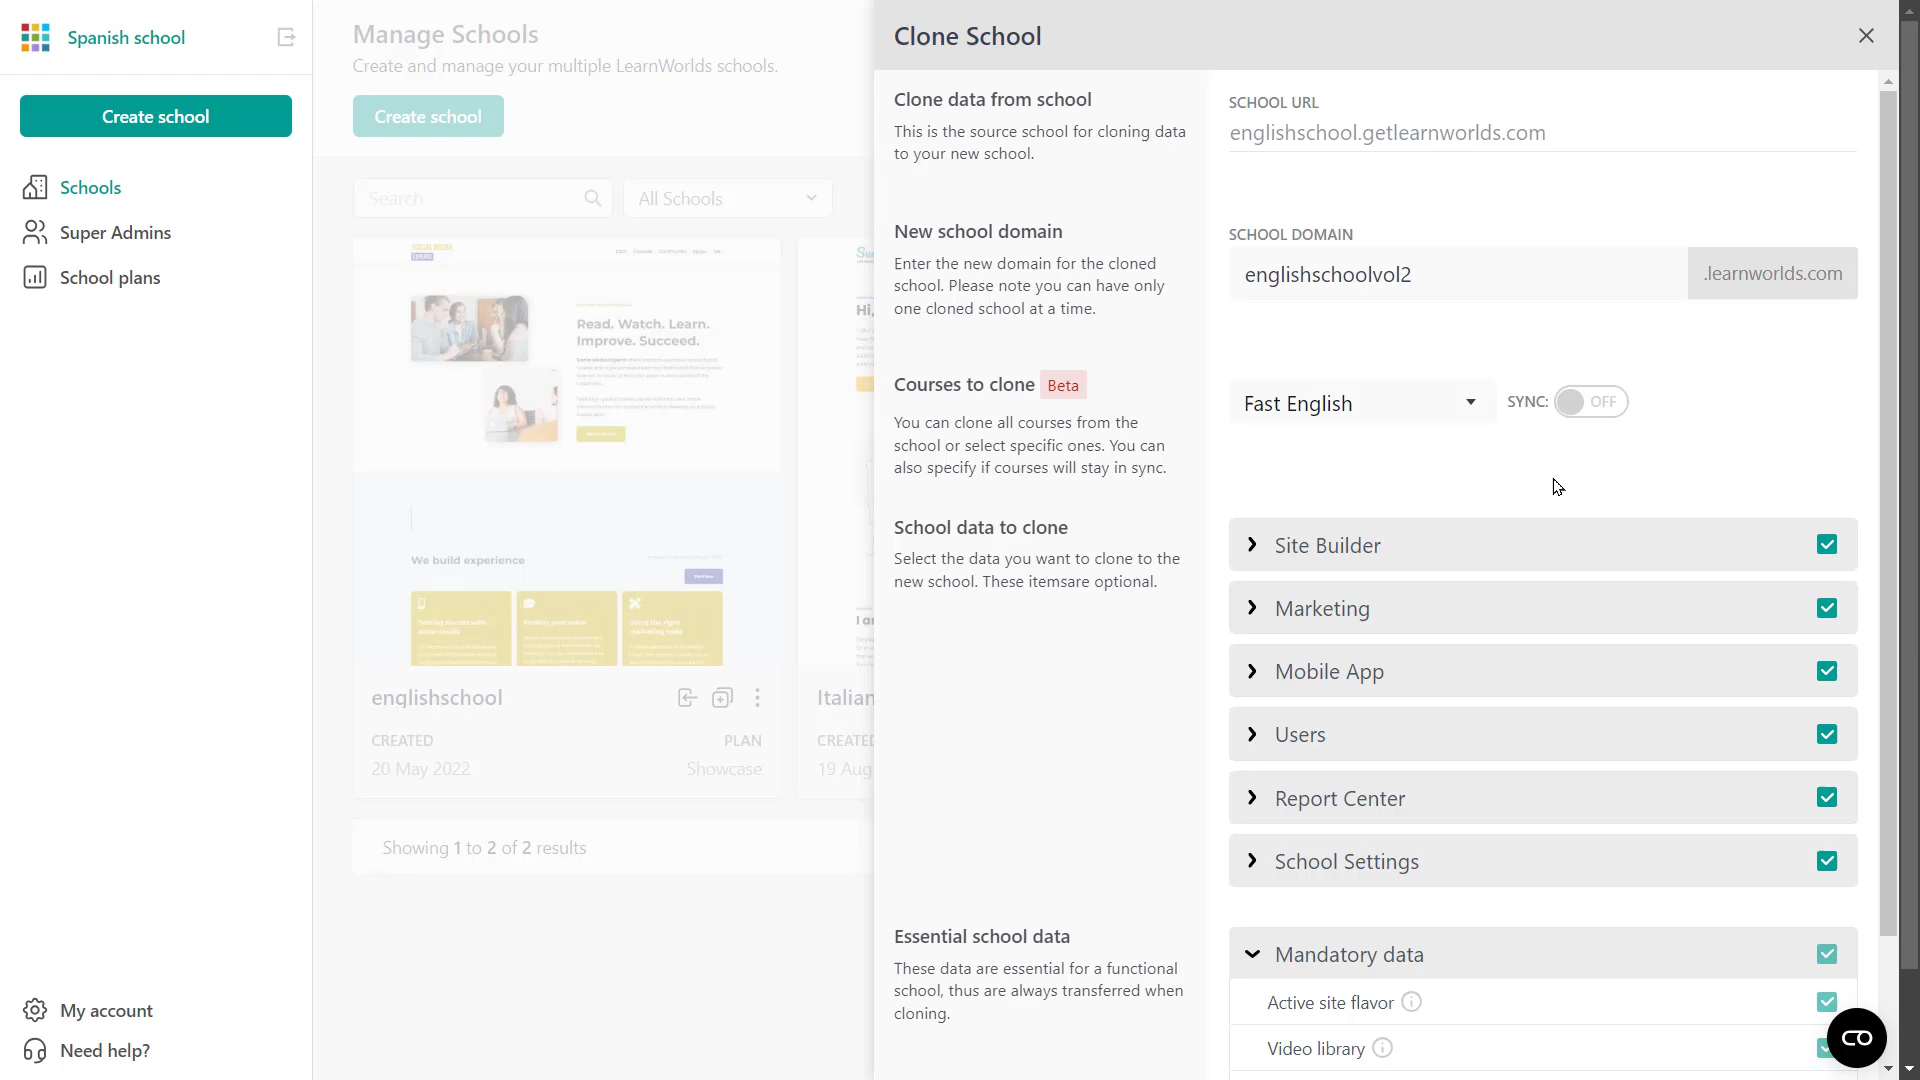 Spanish school
Create school
Schools
Super Admins
School plans
My account
Need help?
Manage Schools
Create and manage your multiple LearnWorlds schools.
Create school
Search
All Schools
Read. Watch. Learn.
Improve. Succeed.
We build experience
englishschool
CREATED
PLAN
20 May 2022
Showcase
Hi,
I a
Italian
CREATE
19 Aug
Showing 1 to 2 of 2 results
Clone School
Clone data from school
This is the source school for cloning data
to your new school.
SCHOOL URL
englishschool.getlearnworlds.com
New school domain
Enter the new domain for the cloned
school. Please note you can have only
one cloned school at a time.
SCHOOL DOMAIN
englishschoolvol2
.learnworlds.com
Courses to clone Beta
You can clone all courses from the
school or select specific ones. You can
also specify if courses will stay in sync.
Fast English
SYNC: OFF
School data to clone
Select the data you want to clone to the
new school. These itemsare optional.
Site Builder
Marketing
Mobile App
Users
Report Center
School Settings
Essential school data
These data are essential for a functional
school, thus are always transferred when
cloning.
Mandatory data
Active site flavor
Video library